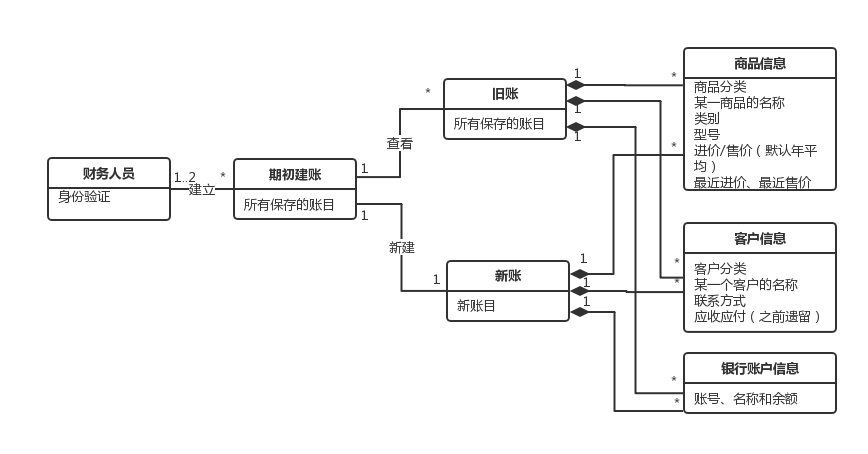 财务人员
身份验证
1..2
建立
*
期初建账
所有保存的账目
1
查看
*
1
新建
1
旧账
所有保存的账目
1
1
1
新账
新账目
1
1
1
*
*
商品信息
商品分类
某一商品的名称
类别
型号
进价/售价（默认年平
均）
最近进价、最近售价
*
*
客户信息
客户分类
某一个客户的名称
联系方式
应收应付（之前遗留）
*
*
银行账户信息
账号、名称和余额